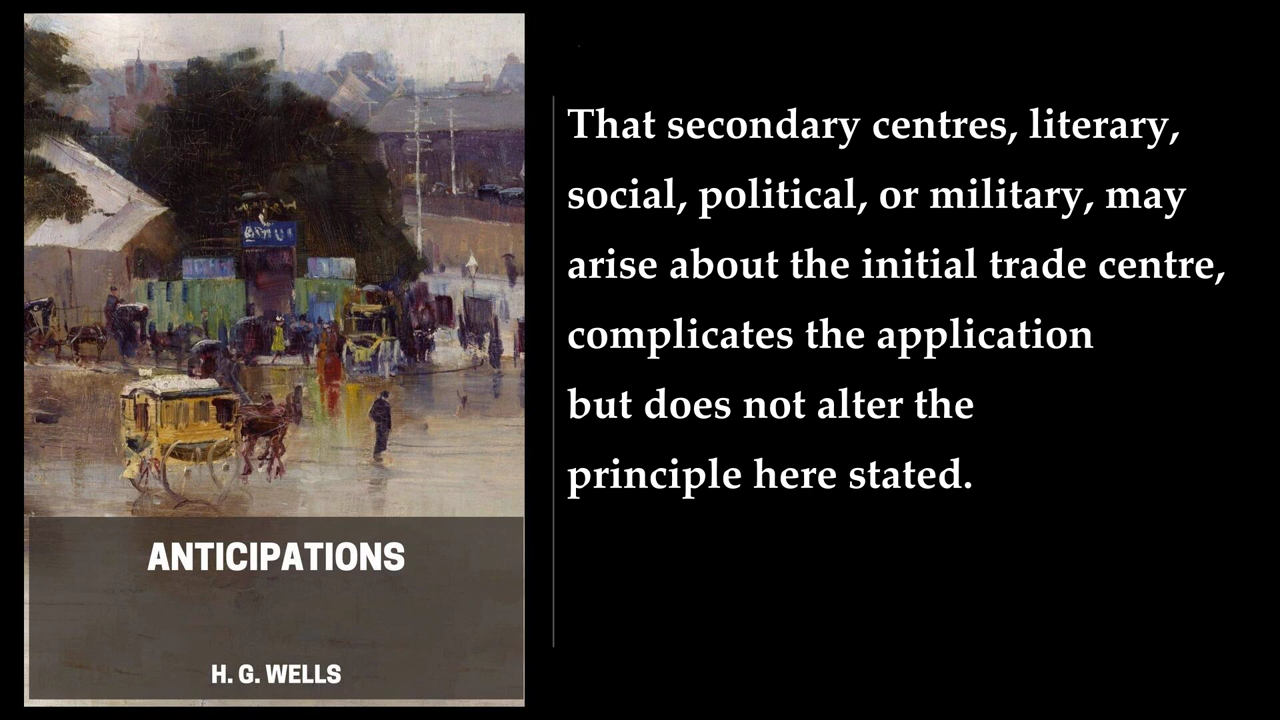 ANTICIPATIONS
H. G. WELLS
That secondary centres, literary,
social, political, or military, may
arise about the initial trade centre,
complicates the application
but does not alter the
principle here stated.